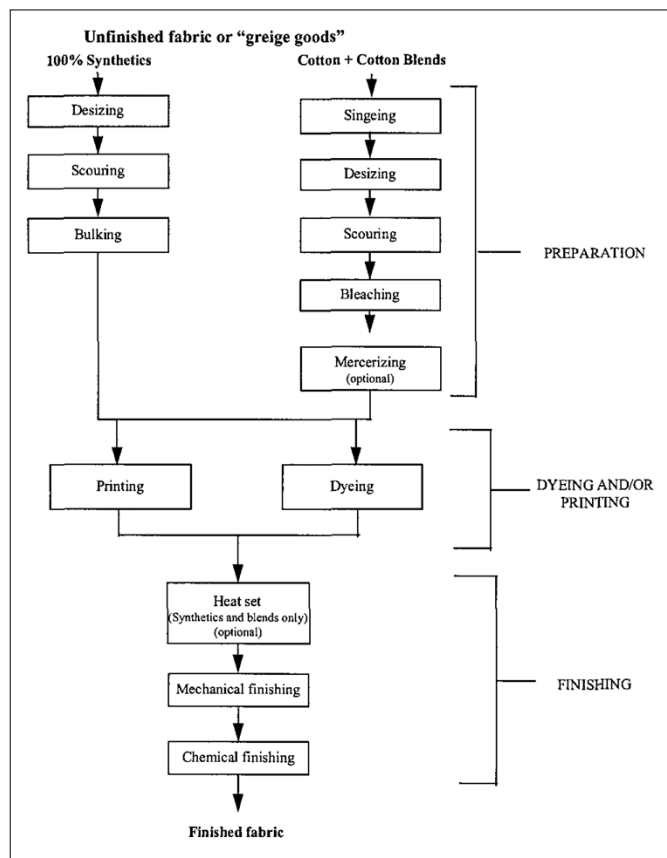 Unfinished fabric or "greige goods"
100% Synthetics
Cotton + Cotton Blends
Desizing
Scouring
Bulking
Singeing
Desizing
Scouring
Bleaching
Mercerizing
(optional)
PREPARATION
Printing
Dyeing
DYEING AND/OR
PRINTING
Heat set
(Synthetics and blends only)
(optional)
Mechanical finishing
Chemical finishing
FINISHING
Finished fabric